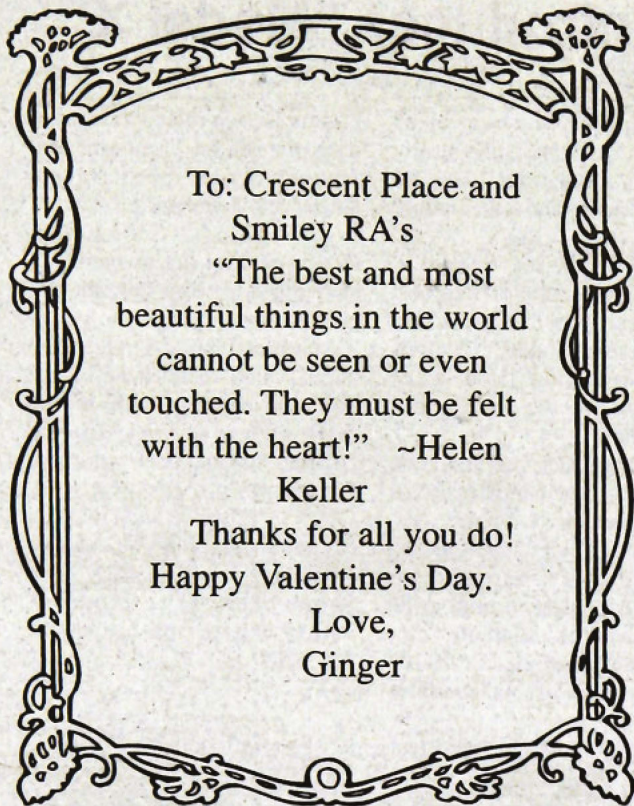 To: Crescent Place and
Smiley RA's
“The best and most
beautiful things in the world
cannot be seen or even
touched. They must be felt
with the heart!” ~Helen
Keller
Thanks for all you do!
Happy Valentine’s Day.
Love,
Ginger